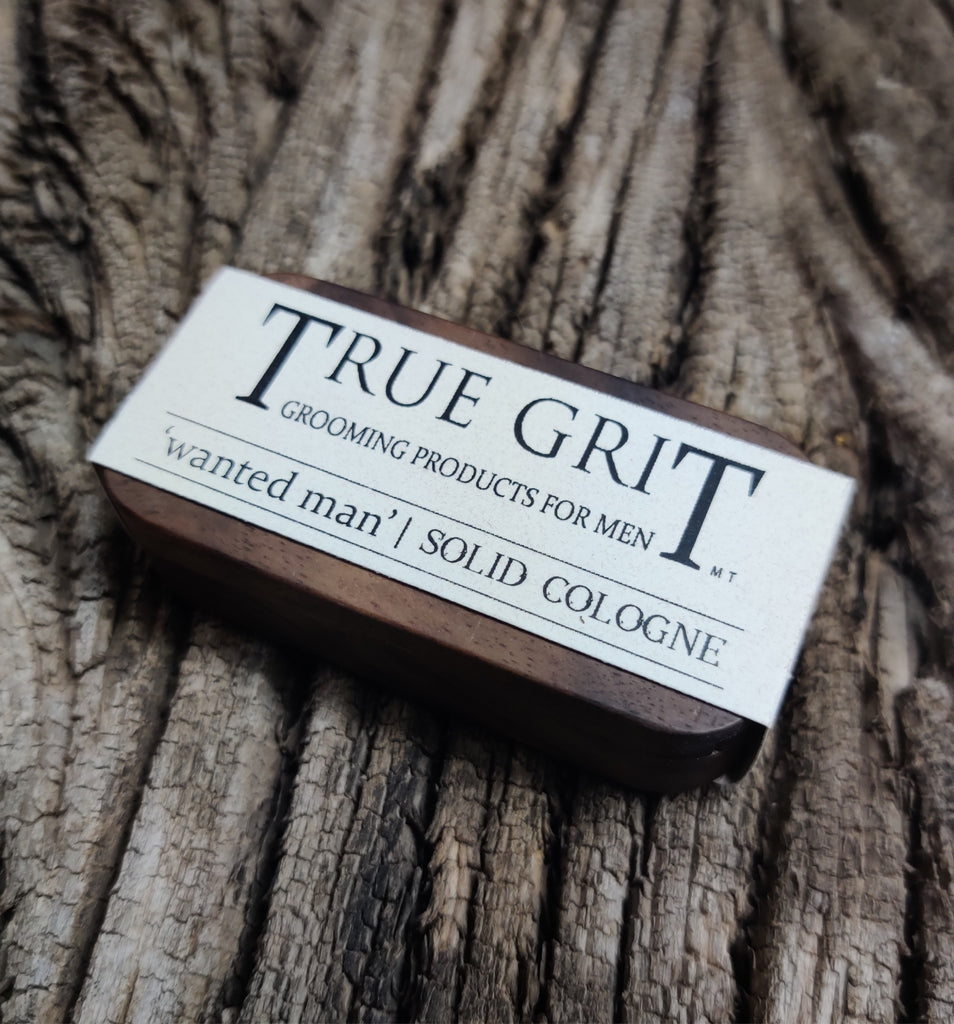 TRUE GRIT
GROOMING PRODUCTS FOR MEN
MT
'wanted man' | SOLID COLOGNE